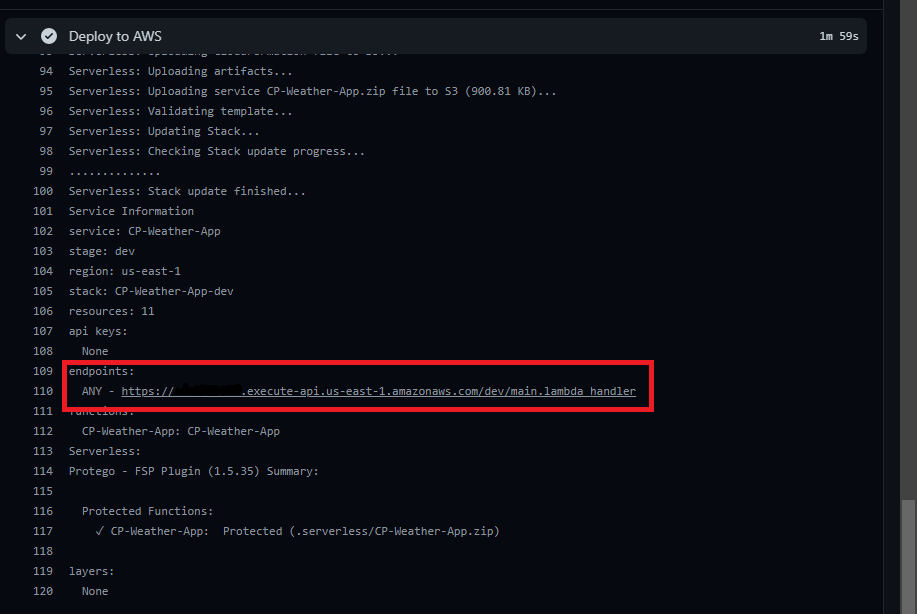 Deploy to AWS 1m 59s
94 Serverless: Uploading artifacts...
95 Serverless: Uploading service CP-Weather-App.zip file to S3 (900.81 KB)...
96 Serverless: Validating template...
97 Serverless: Updating Stack...
98 Serverless: Checking Stack update progress...
99 ..............
100 Serverless: Stack update finished...
101 Service Information
102 service: CP-Weather-App
103 stage: dev
104 region: us-east-1
105 stack: CP-Weather-App-dev
106 resources: 11
107 api keys:
108 None
109 endpoints:
110 ANY - https:// .execute-api.us-east-1.amazonaws.com/dev/main.lambda_handler
111 functions:
112 CP-Weather-App: CP-Weather-App
113 Serverless:
114 Protego - FSP Plugin (1.5.35) Summary:
115
116 Protected Functions:
117 ✓ CP-Weather-App: Protected (.serverless/CP-Weather-App.zip)
118
119 layers:
120 None